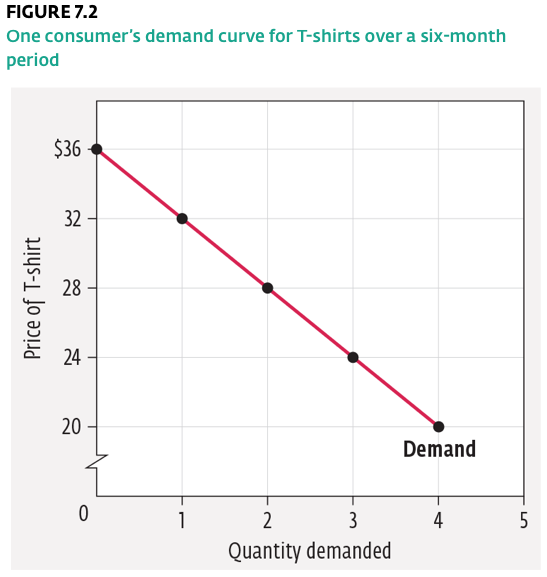 FIGURE 7.2
One consumer's demand curve for T-shirts over a six-month
period
$36
32
28
24
20
0
1
2
3
4
5
Price of T-shirt
Demand
Quantity demanded